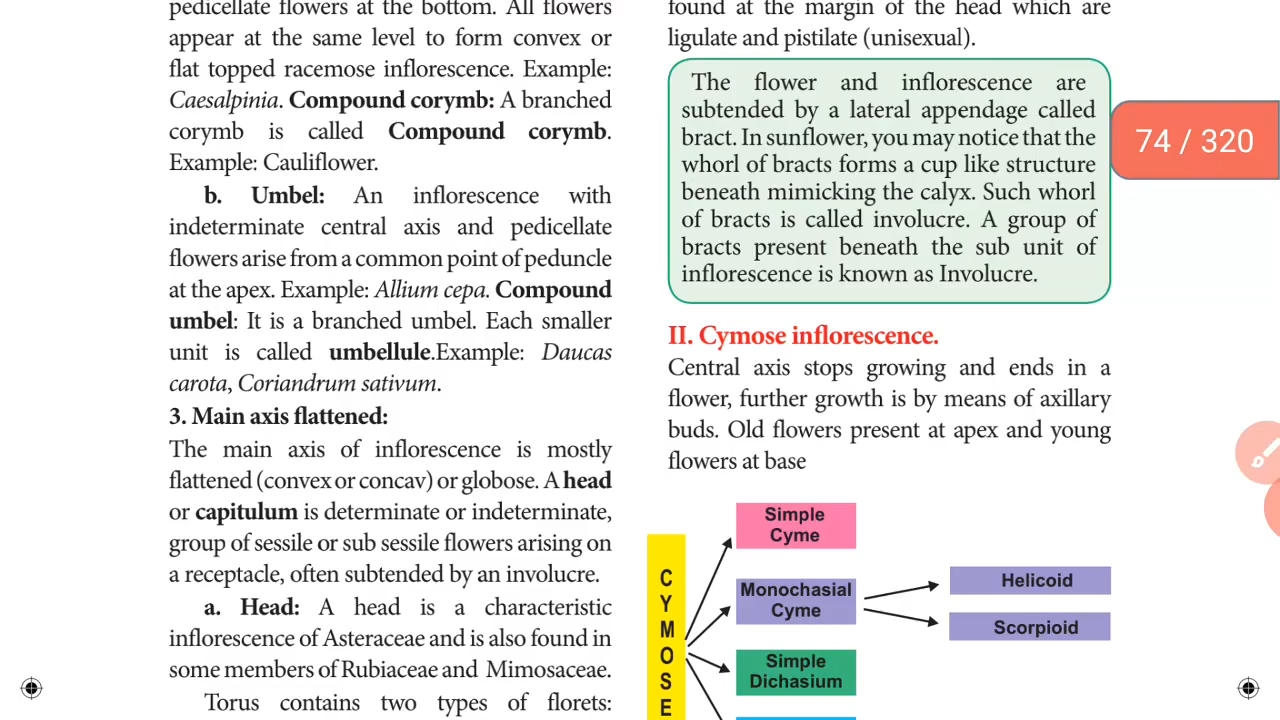 pedicellate flowers at the bottom. All flowers
appear at the same level to form convex or
flat topped racemose inflorescence. Example:
Caesalpinia. Compound corymb: A branched
corymb is called Compound corymb.
Example: Cauliflower.
b. Umbel: An inflorescence with
indeterminate central axis and pedicellate
flowers arise from a common point of peduncle
at the apex. Example: Allium cepa. Compound
umbel: It is a branched umbel. Each smaller
unit is called umbellule.Example: Daucas
carota, Coriandrum sativum.
3. Main axis flattened:
The main axis of inflorescence is mostly
flattened (convex or concav) or globose. A head
or capitulum is determinate or indeterminate,
group of sessile or sub sessile flowers arising on
a receptacle, often subtended by an involucre.
a. Head: A head is a characteristic
inflorescence of Asteraceae and is also found in
some members of Rubiaceae and Mimosaceae.
Torus contains two types of florets:
found at the margin of the head which are
ligulate and pistilate (unisexual).
The flower and inflorescence are
subtended by a lateral appendage called
bract. In sunflower, you may notice that the
whorl of bracts forms a cup like structure
beneath mimicking the calyx. Such whorl
of bracts is called involucre. A group of
bracts present beneath the sub unit of
inflorescence is known as Involucre.
74 / 320
II. Cymose inflorescence.
Central axis stops growing and ends in a
flower, further growth is by means of axillary
buds. Old flowers present at apex and young
flowers at base
C
Y
M
O
S
E
Simple
Cyme
Monochasial
Cyme
Helicoid
Scorpioid
Simple
Dichasium